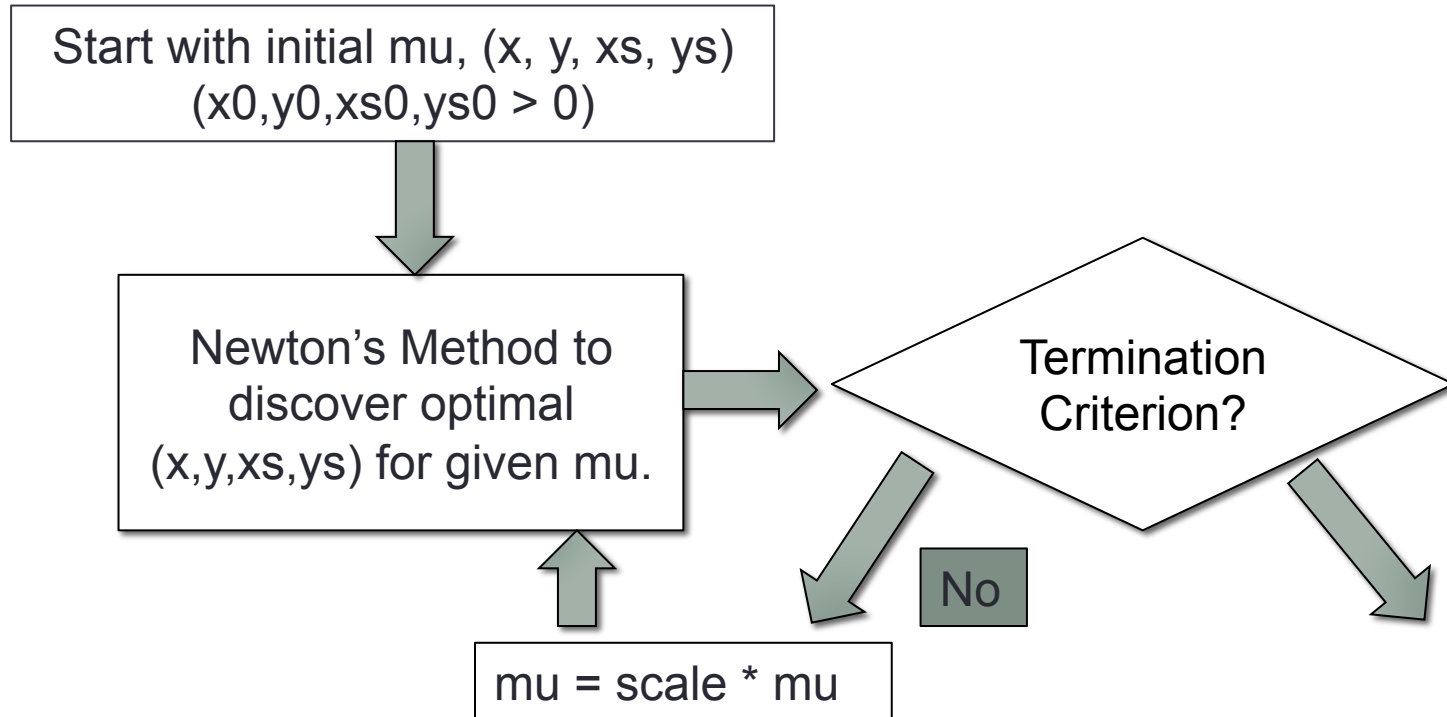 Start with initial mu, (x, y, xs, ys)
(x0,y0,xs0,ys0 > 0)
Newton’s Method to
discover optimal
(x,y,xs,ys) for given mu.
Termination
Criterion?
No
mu = scale * mu